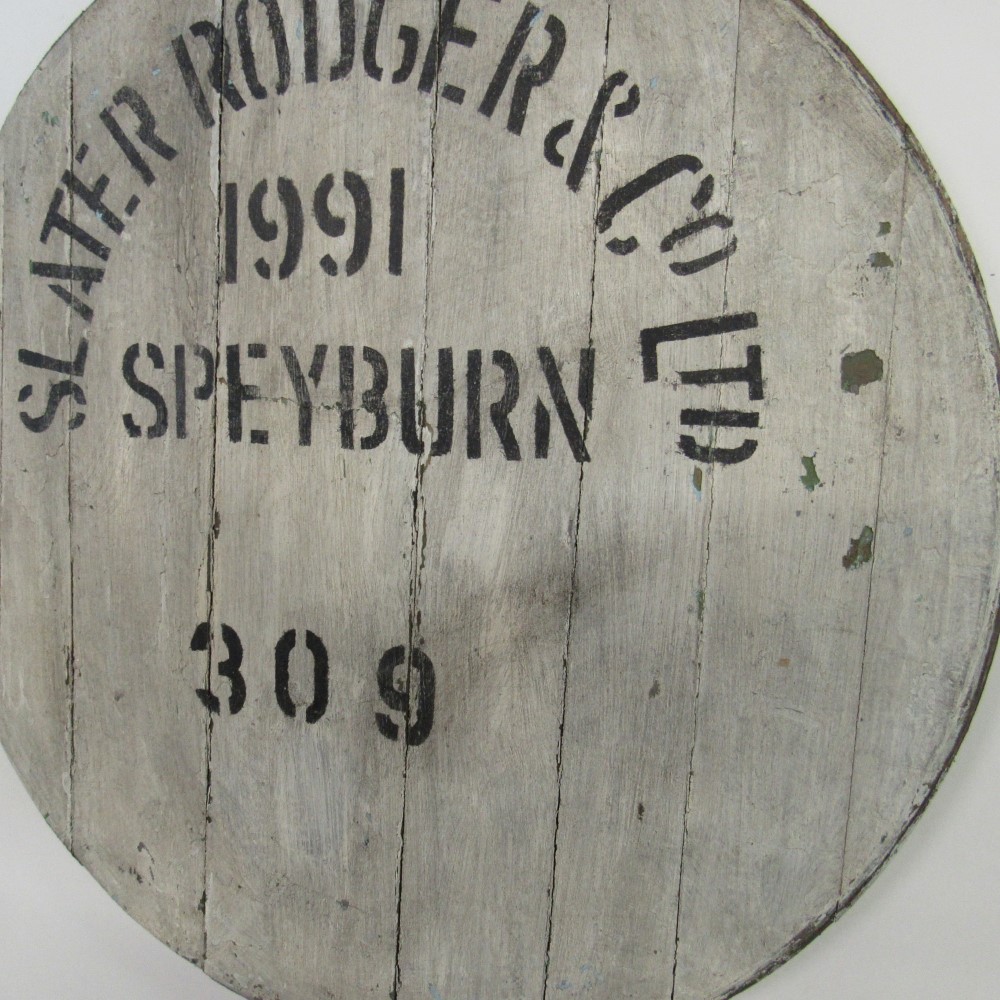 SLATER RODGER & CO LTD
1991
SPEYBURN
309